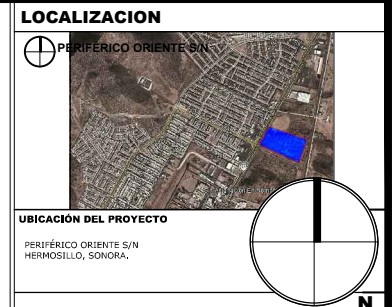 LOCALIZACION
PERIFÉRICO ORIENTE S/N
UBICACIÓN DEL PROYECTO
PERIFÉRICO ORIENTE S/N
HERMOSILLO, SONORA.
N